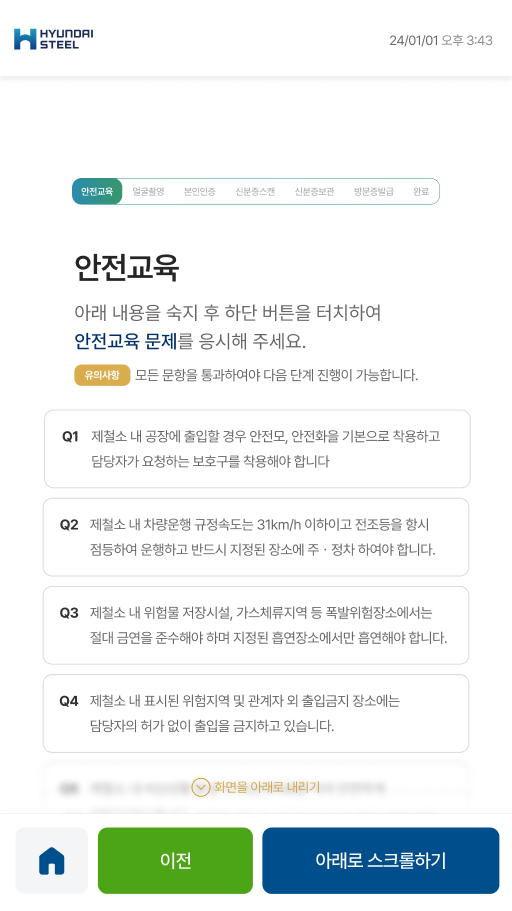 HYUNDAI
STEEL
24/01/01 오후 3:43
안전교육 얼굴촬영 본인인증 신분증스캔 신분증보관 방문증발급 완료
안전교육
아래 내용을 숙지 후 하단 버튼을 터치하여
안전교육 문제를 응시해 주세요.
유의사항 모든 문항을 통과하여야 다음 단계 진행이 가능합니다.
Q1 제철소 내 공장에 출입할 경우 안전모, 안전화를 기본으로 착용하고
담당자가 요청하는 보호구를 착용해야 합니다
Q2 제철소 내 차량운행 규정속도는 31km/h 이하이고 전조등을 항시
점등하여 운행하고 반드시 지정된 장소에 주 · 정차 하여야 합니다.
Q3 제철소 내 위험물 저장시설, 가스체류지역 등 폭발위험장소에서는
절대 금연을 준수해야 하며 지정된 흡연장소에서만 흡연해야 합니다.
Q4 제철소 내 표시된 위험지역 및 관계자 외 출입금지 장소에는
담당자의 허가 없이 출입을 금지하고 있습니다.
화면을 아래로 내리기
이전
아래로 스크롤하기